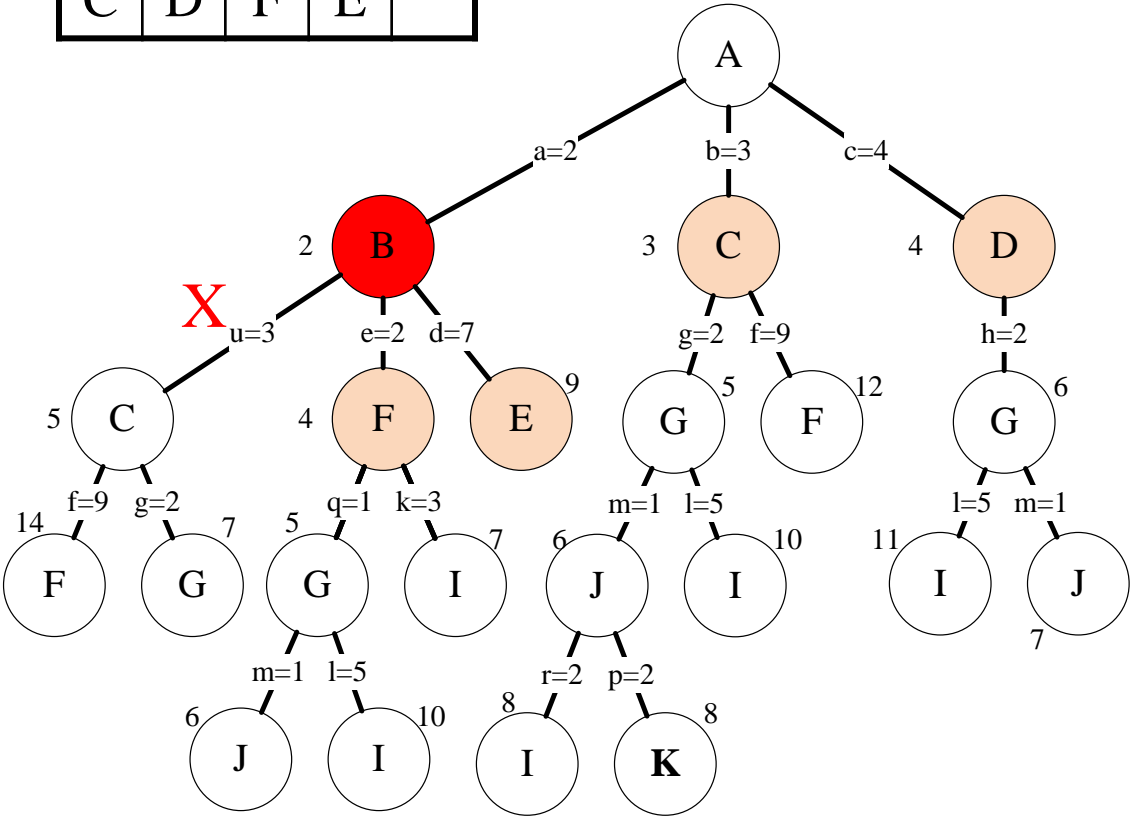 C D F E
A
a=2 b=3 c=4
2 B 3 C 4 D
X
u=3 e=2 d=7 g=2 f=9 h=2
9 5 12 6
5 C 4 F E G F G
f=9 g=2 q=1 k=3 m=1 l=5 l=5 m=1
14 7 5 7 6 10 11
F G G I J I I J
7
m=1 l=5 r=2 p=2
6 10 8 8
J I I K